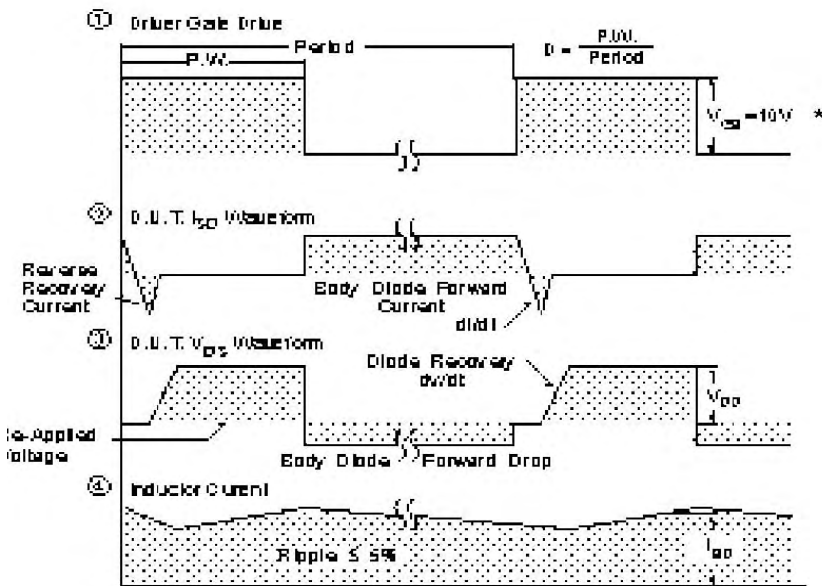 ① Driver Gate Drive
Period
P.W.
D = P.W. / Period
V_GS =10V *
② D.U.T. I_SD Waveform
Reverse
Recovery
Current
Body Diode Forward
Current
di/dt
③ D.U.T. V_DS Waveform
Diode Recovery
dv/dt
V_DD
Re-Applied
Voltage
Body Diode Forward Drop
④ Inductor Current
Ripple ≤ 5%
I_SD